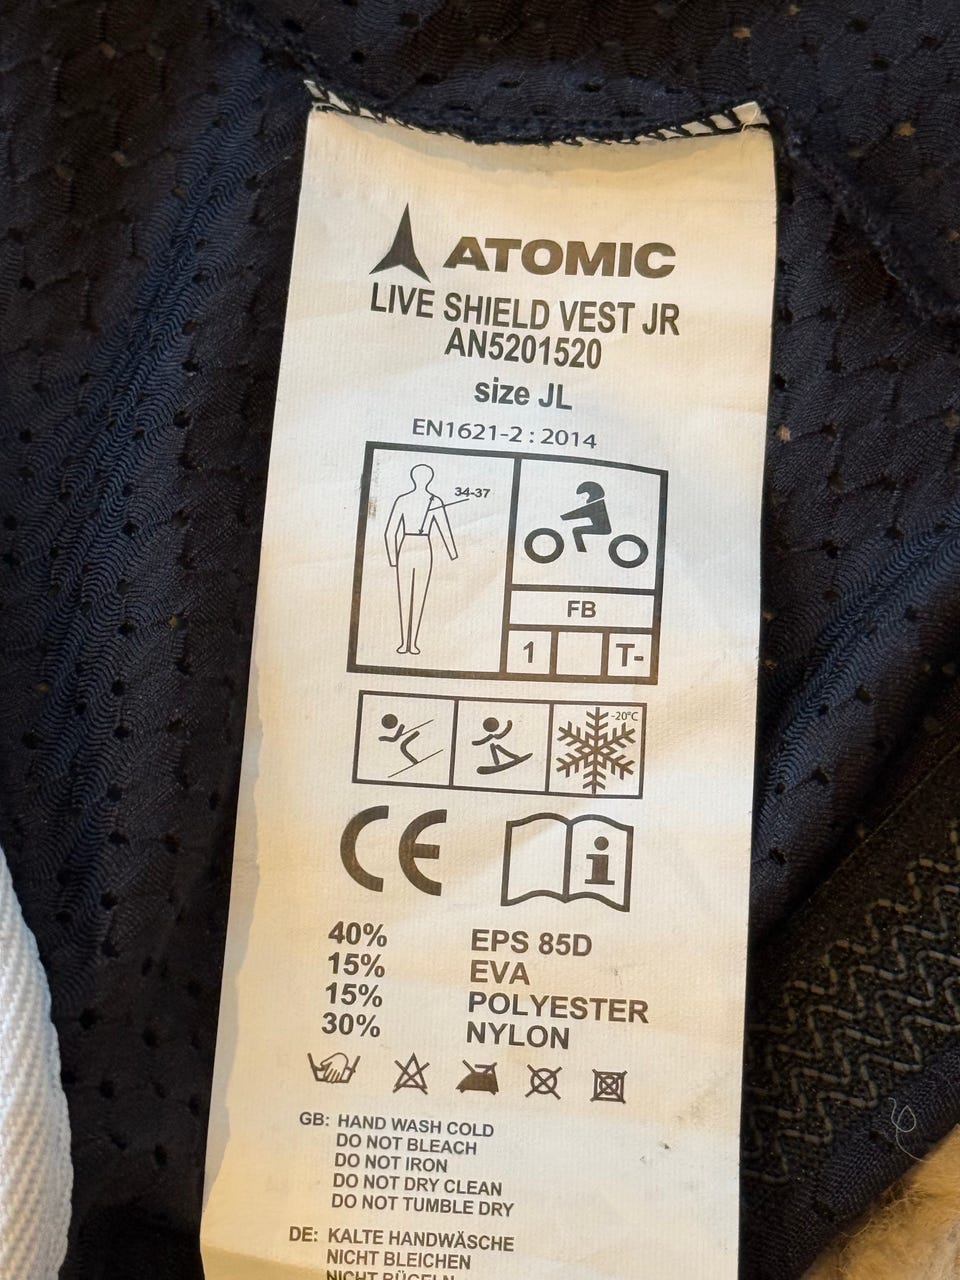 ATOMIC
LIVE SHIELD VEST JR
AN5201520
size JL
EN1621-2 : 2014
34-37
FB
1 T-
-20°C
CE
i
40% EPS 85D
15% EVA
15% POLYESTER
30% NYLON
GB: HAND WASH COLD
DO NOT BLEACH
DO NOT IRON
DO NOT DRY CLEAN
DO NOT TUMBLE DRY
DE: KALTE HANDWÄSCHE
NICHT BLEICHEN
NICHT BÜGELN